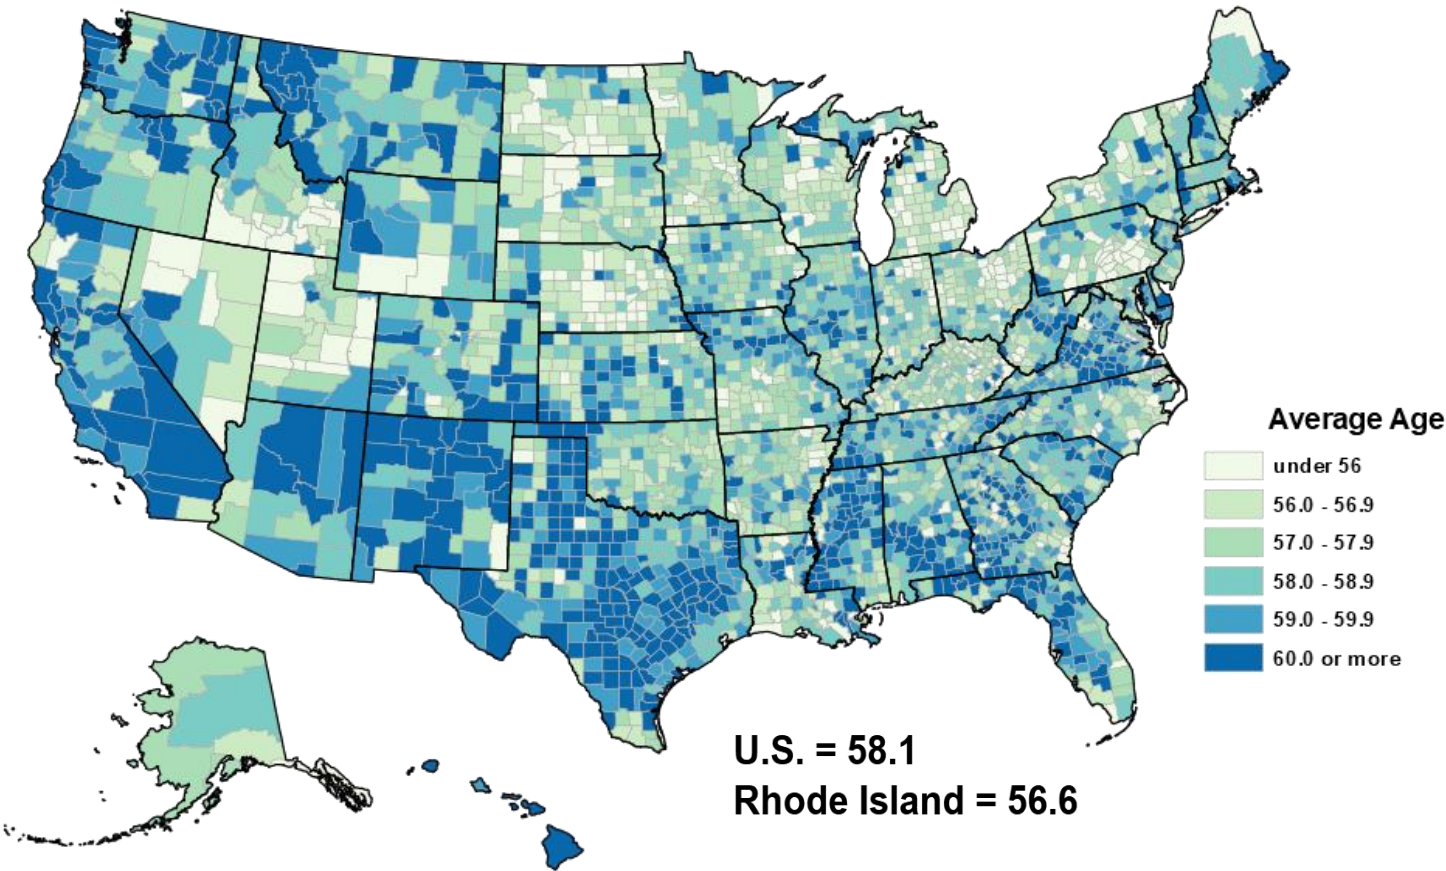 Average Age
under 56
56.0 - 56.9
57.0 - 57.9
58.0 - 58.9
59.0 - 59.9
60.0 or more
U.S. = 58.1
Rhode Island = 56.6